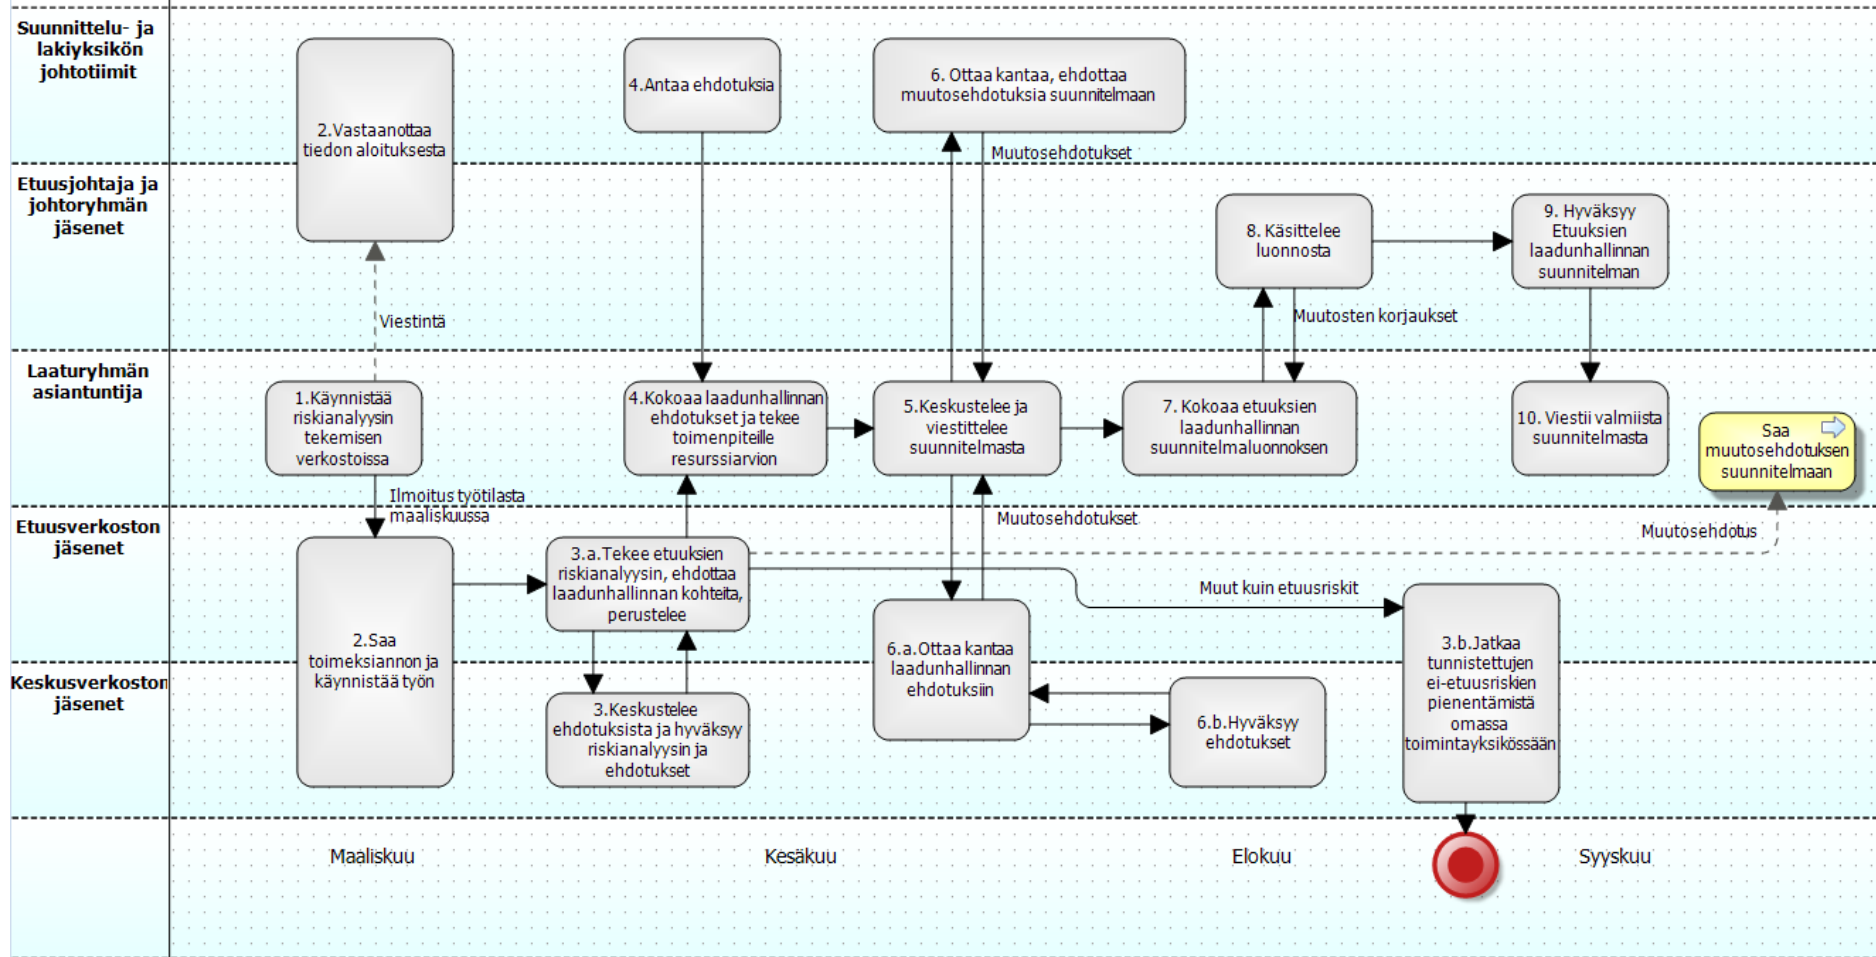 Suunnittelu- ja
lakiyksikön
johtotiimit
2.Vastaanottaa
tiedon aloituksesta
4.Antaa ehdotuksia
6. Ottaa kantaa, ehdottaa
muutosehdotuksia suunnitelmaan
Muutosehdotukset
Etuusjohtaja ja
johtoryhmän
jäsenet
Viestintä
8. Käsittelee
luonnosta
9. Hyväksyy
Etuuksien
laadunhallinnan
suunnitelman
Muutosten korjaukset
Laaturyhmän
asiantuntija
1.Käynnistää
riskianalyysin
tekemisen
verkostoissa
4.Kokoaa laadunhallinnan
ehdotukset ja tekee
toimenpiteille
resurssiarvion
5.Keskustelee ja
viestittelee
suunnitelmasta
7. Kokoaa etuuksien
laadunhallinnan
suunnitelmaluonnoksen
10. Viestii valmiista
suunnitelmasta
Saa
muutosehdotuksen
suunnitelmaan
Ilmoitus työtilasta
maaliskuussa
Etuusverkoston
jäsenet
Muutosehdotukset
Muutosehdotus
3.a.Tekee etuuksien
riskianalyysin, ehdottaa
laadunhallinnan kohteita,
perustelee
Muut kuin etuusriskit
2.Saa
toimeksiannon ja
käynnistää työn
6.a.Ottaa kantaa
laadunhallinnan
ehdotuksiin
3.b.Jatkaa
tunnistettujen
ei-etuusriskien
pienentämistä
omassa
toimintayksikössään
Keskusverkoston
jäsenet
3.Keskustelee
ehdotuksista ja hyväksyy
riskianalyysin ja
ehdotukset
6.b.Hyväksyy
ehdotukset
Maaliskuu
Kesäkuu
Elokuu
Syyskuu